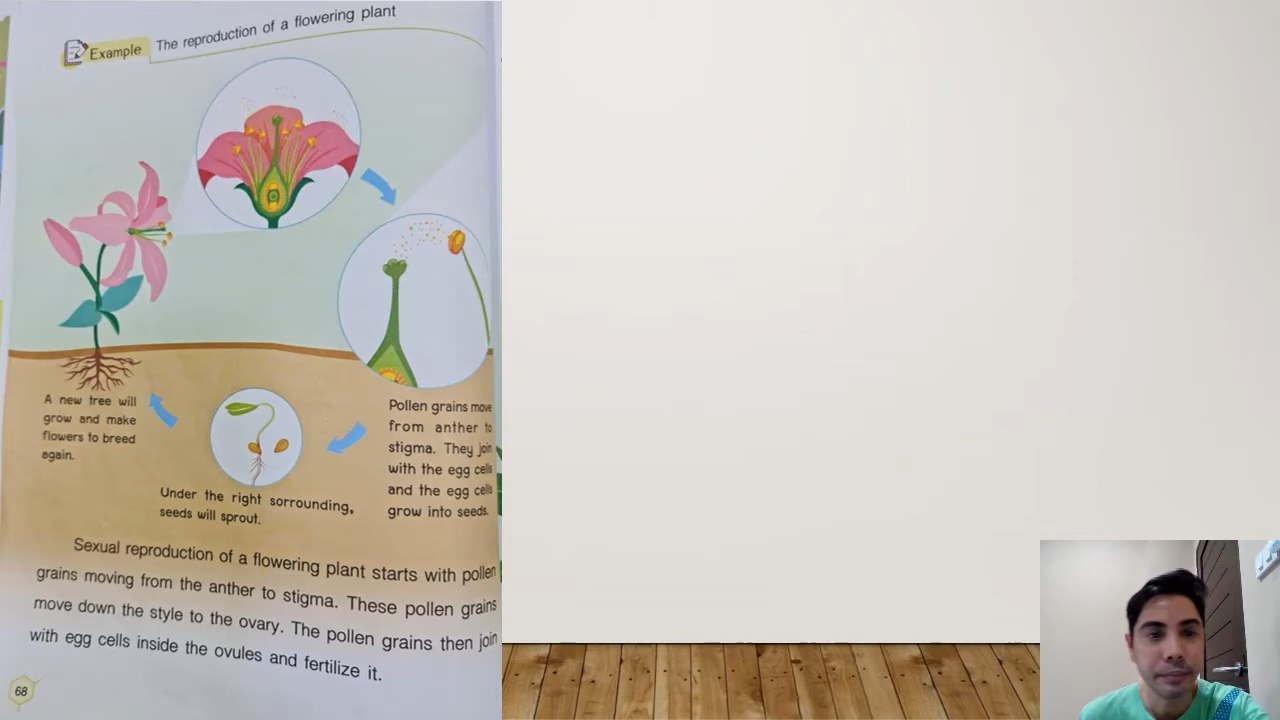 Example The reproduction of a flowering plant
A new tree will
grow and make
flowers to breed
again.
Under the right sorrounding,
seeds will sprout.
Pollen grains move
from anther to
stigma. They join
with the egg cells
and the egg cells
grow into seeds.
Sexual reproduction of a flowering plant starts with pollen
grains moving from the anther to stigma. These pollen grains
move down the style to the ovary. The pollen grains then join
with egg cells inside the ovules and fertilize it.
68